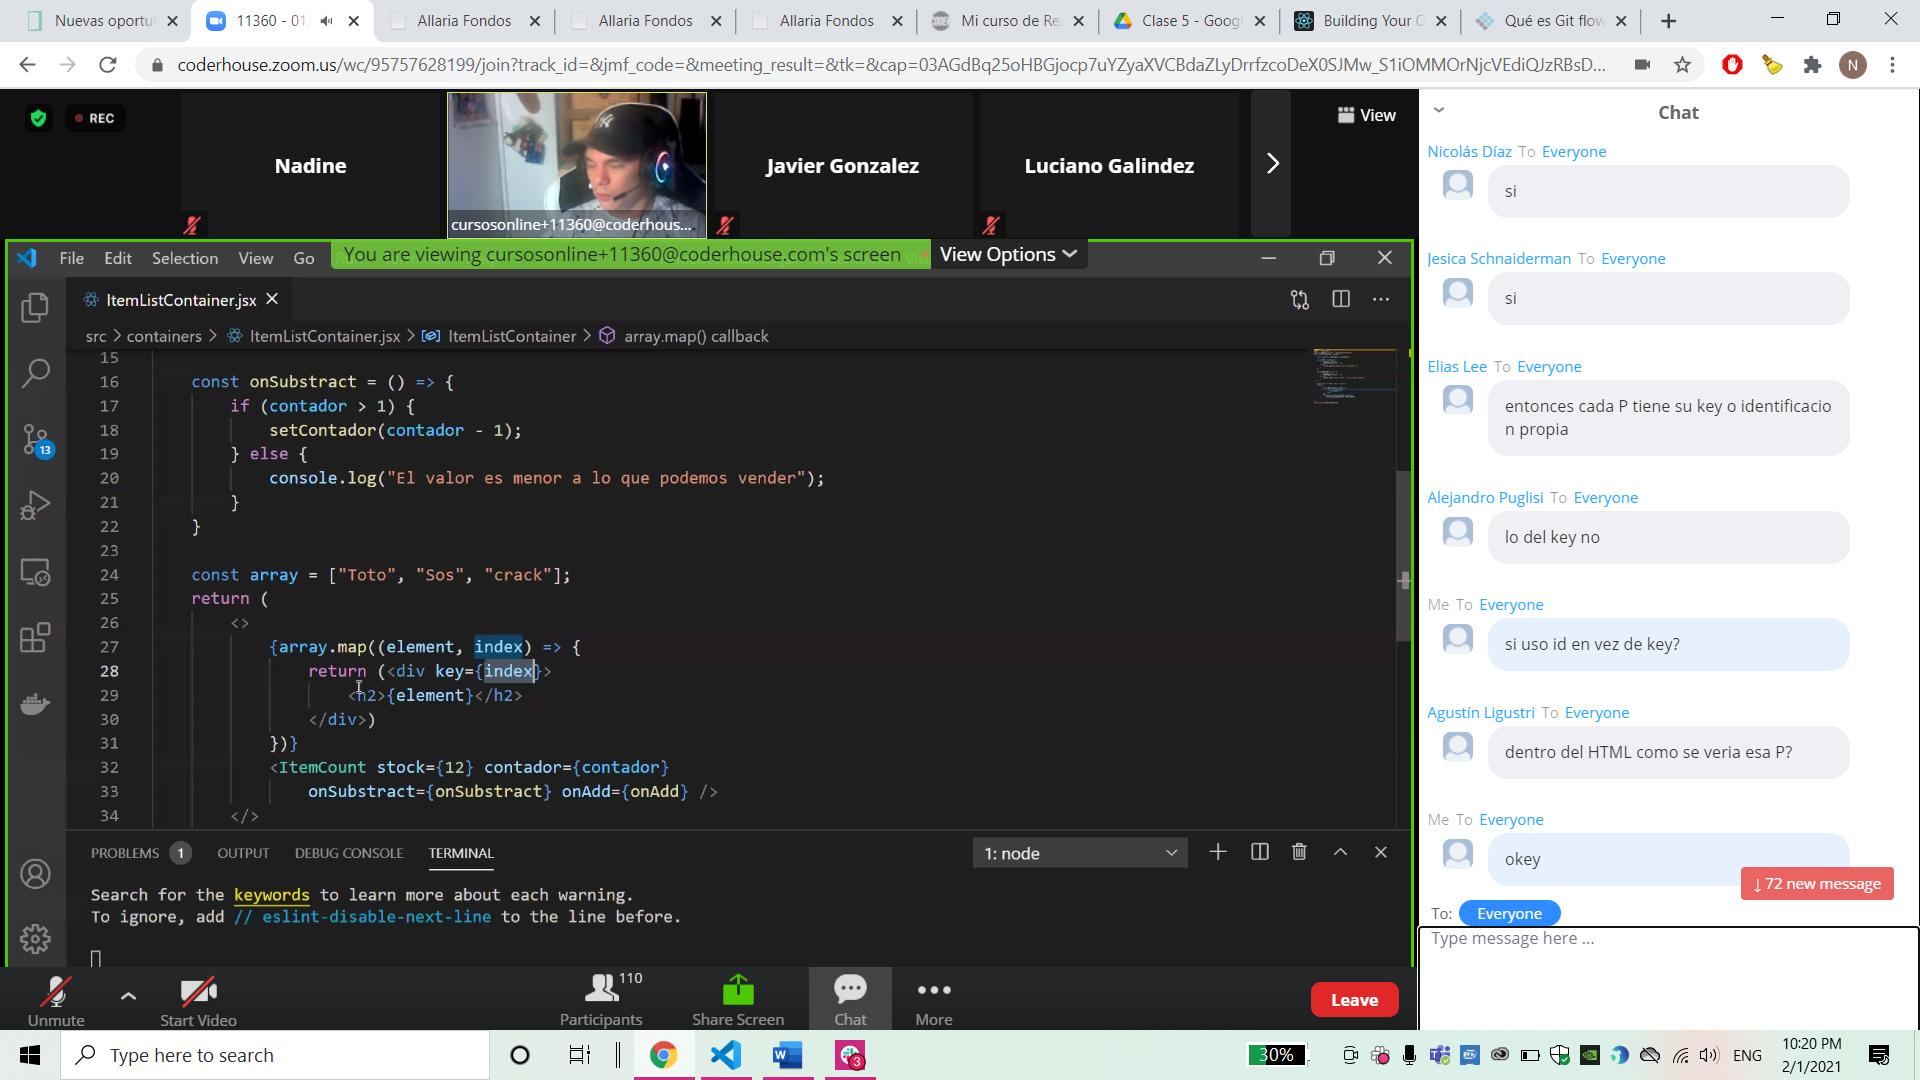 Nuevas oportu
11360 - 01
Allaria Fondos
Allaria Fondos
Allaria Fondos
Mi curso de Re
Clase 5 - Googl
Building Your O
Qué es Git flow
coderhouse.zoom.us/wc/95757628199/join?track_id=&jmf_code=&meeting_result=&tk=&cap=03AGdBq25oHBGjocp7uYZyaXVCBdaZLyDrrfzcoDeX0SJMw_S1iOMMOrNjcVEdiQJzRBsD...
N
REC
Nadine
cursosonline+11360@coderhous...
Javier Gonzalez
Luciano Galindez
View
File Edit Selection View Go
You are viewing cursosonline+11360@coderhouse.com's screen
View Options
ItemListContainer.jsx
src > containers > ItemListContainer.jsx > ItemListContainer > array.map() callback
15
16 const onSubstract = () => {
17 if (contador > 1) {
18 setContador(contador - 1);
19 } else {
20 console.log("El valor es menor a lo que podemos vender");
21 }
22 }
23
24 const array = ["Toto", "Sos", "crack"];
25 return (
26 <>
27 {array.map((element, index) => {
28 return (<div key={index}>
29 <h2>{element}</h2>
30 </div>)
31 })}
32 <ItemCount stock={12} contador={contador}
33 onSubstract={onSubstract} onAdd={onAdd} />
34 </>
13
PROBLEMS 1 OUTPUT DEBUG CONSOLE TERMINAL
1: node
Search for the keywords to learn more about each warning.
To ignore, add // eslint-disable-next-line to the line before.
Unmute
Start Video
110
Participants
Share Screen
Chat
More
Leave
Chat
Nicolás Díaz To Everyone
si
Jesica Schnaiderman To Everyone
si
Elias Lee To Everyone
entonces cada P tiene su key o identificacio
n propia
Alejandro Puglisi To Everyone
lo del key no
Me To Everyone
si uso id en vez de key?
Agustín Ligustri To Everyone
dentro del HTML como se veria esa P?
Me To Everyone
okey
↓ 72 new message
To: Everyone
Type message here ...
Type here to search
3
30%
ENG
10:20 PM
2/1/2021